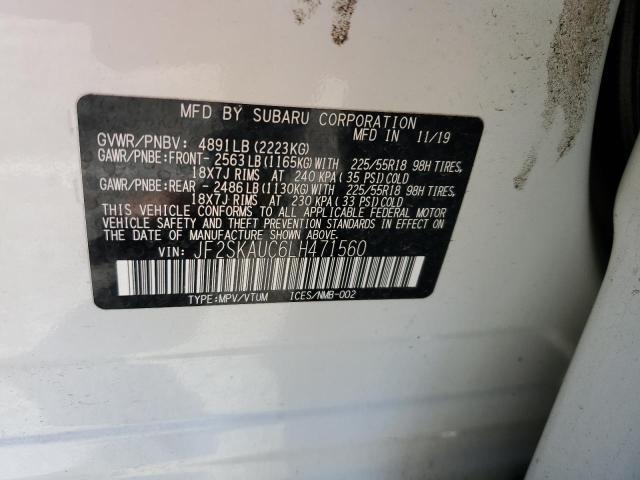 MFD BY SUBARU CORPORATION
MFD IN 11/19
GVWR/PNBV: 4891LB (2223KG)
GAWR/PNBE:FRONT- 2563LB(1165KG)WITH 225/55R18 98H TIRES,
18X7J RIMS AT 240 KPA(35 PSI)COLD
GAWR/PNBE:REAR - 2486LB(1130KG)WITH 225/55R18 98H TIRES,
18X7J RIMS AT 230 KPA(33 PSI)COLD
THIS VEHICLE CONFORMS TO ALL APPLICABLE FEDERAL MOTOR
VEHICLE SAFETY AND THEFT PREVENTION STANDARDS IN EFFECT ON
THE DATE OF MANUFACTURE SHOWN ABOVE.
VIN: JF2SKAUC6LH471560
TYPE:MPV/VTUM ICES/NMB-002